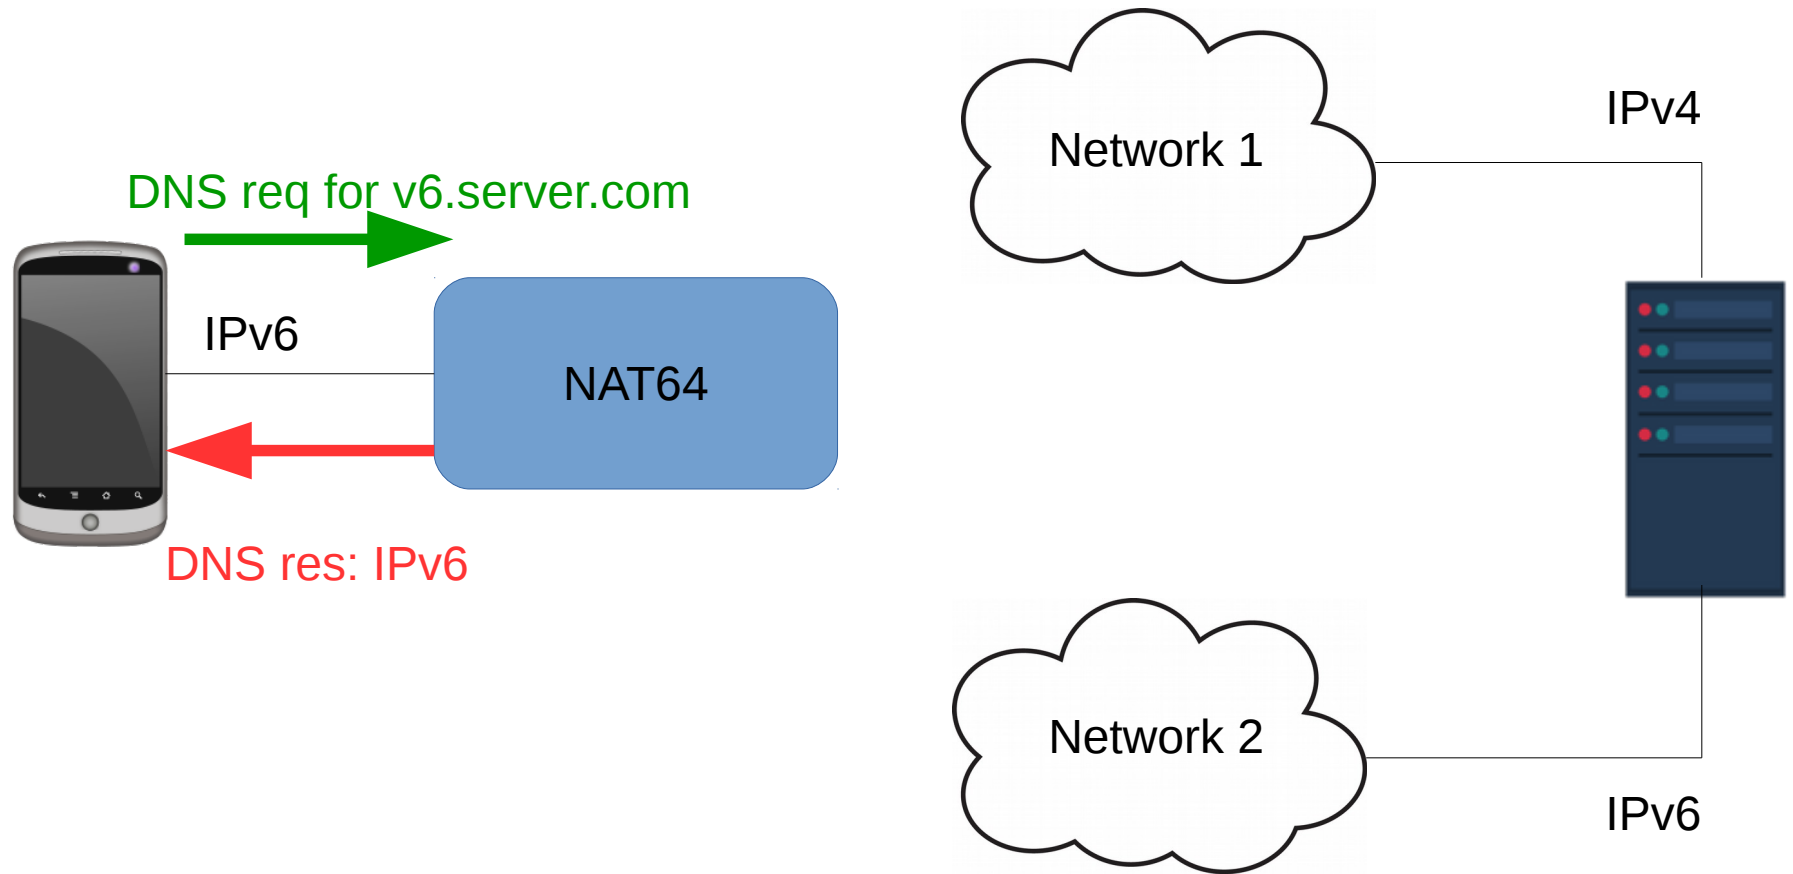 DNS req for v6.server.com
IPv6
NAT64
DNS res: IPv6
Network 1
IPv4
Network 2
IPv6